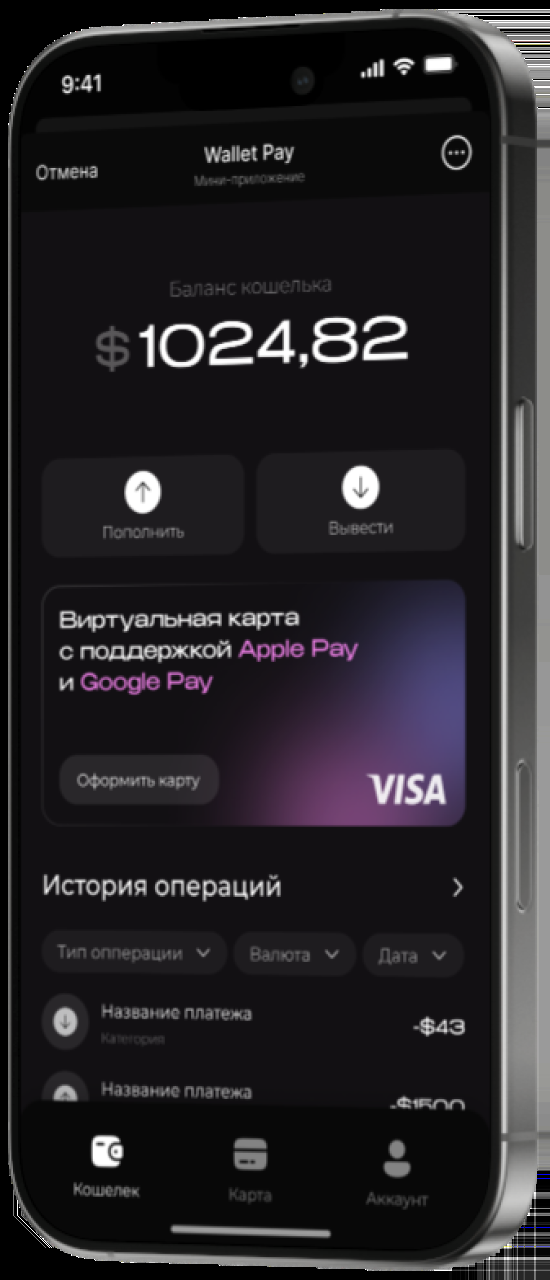 9:41
Отмена
Wallet Pay
Мини-приложение
Баланс кошелька
$1024,82
Пополнить
Вывести
Виртуальная карта
с поддержкой Apple Pay
и Google Pay
Оформить карту
VISA
История операций
Тип опперации
Валюта
Дата
Название платежа
-$43
Категория
Название платежа
-$1500
Кошелек
Карта
Аккаунт